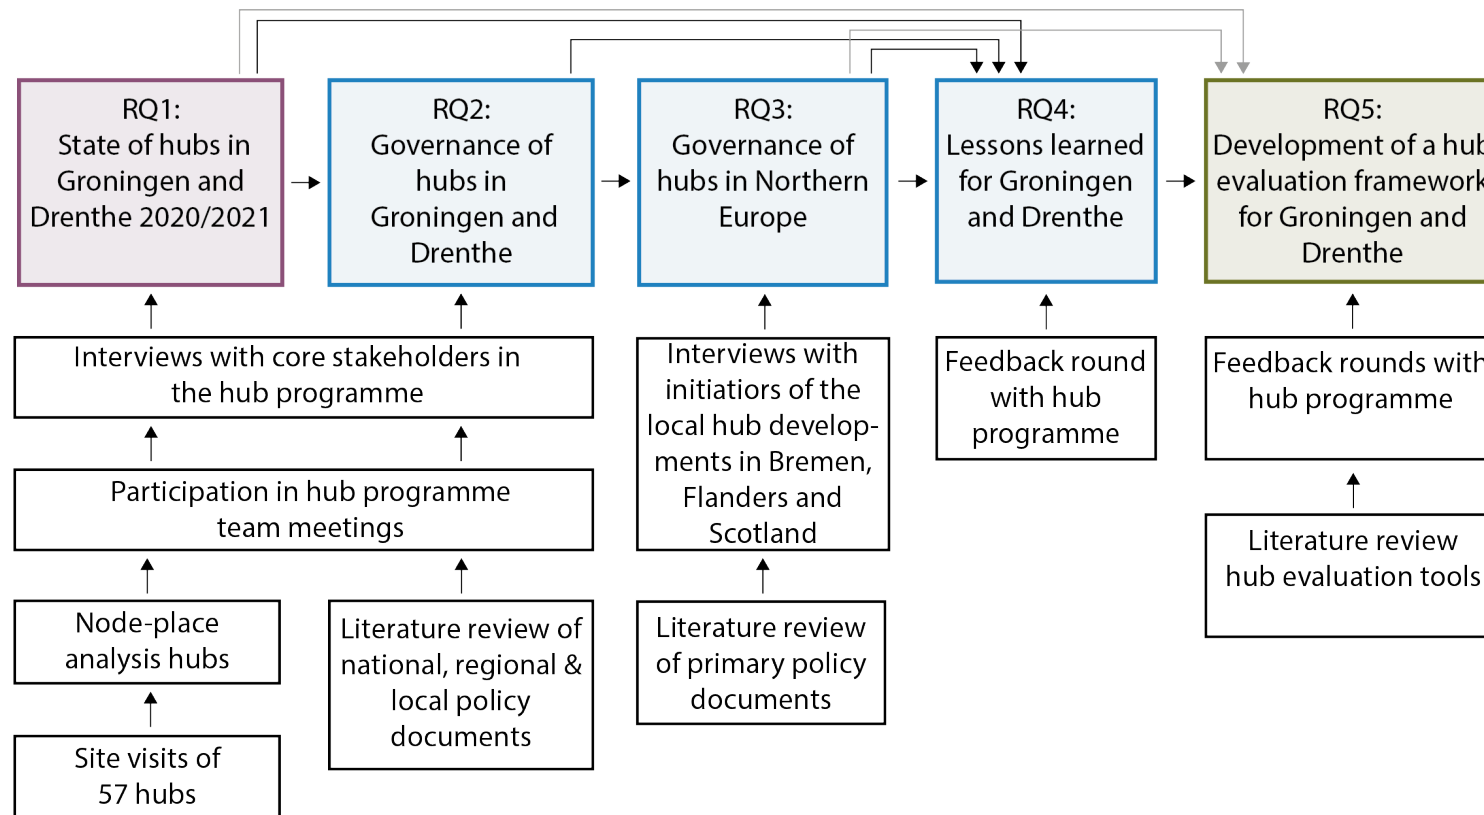 RQ1:
State of hubs in
Groningen and
Drenthe 2020/2021
RQ2:
Governance of
hubs in
Groningen and
Drenthe
RQ3:
Governance of
hubs in Northern
Europe
RQ4:
Lessons learned
for Groningen
and Drenthe
RQ5:
Development of a hub
evaluation framework
for Groningen and
Drenthe
Interviews with core stakeholders in
the hub programme
Interviews with
initiatiors of the
local hub develop-
ments in Bremen,
Flanders and
Scotland
Feedback round
with hub
programme
Feedback rounds with
hub programme
Participation in hub programme
team meetings
Literature review
hub evaluation tools
Node-place
analysis hubs
Literature review of
national, regional &
local policy
documents
Literature review
of primary policy
documents
Site visits of
57 hubs